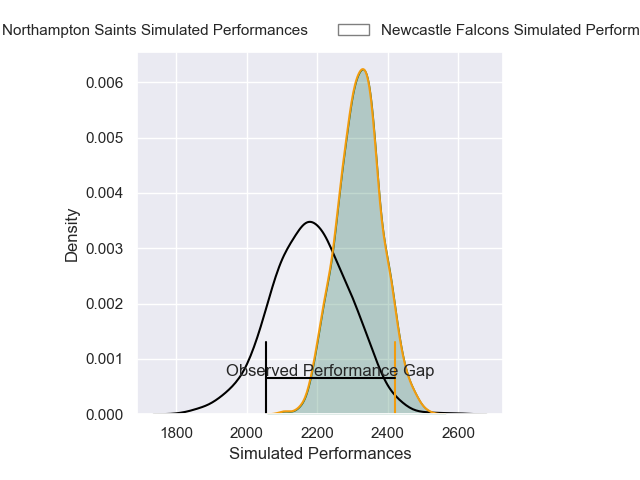 Northampton Saints Simulated Performances
Newcastle Falcons Simulated Perform
0.006
0.005
0.004
0.003
0.002
0.001
0.000
Density
Observed Performance Gap
1800 2000 2200 2400 2600
Simulated Performances